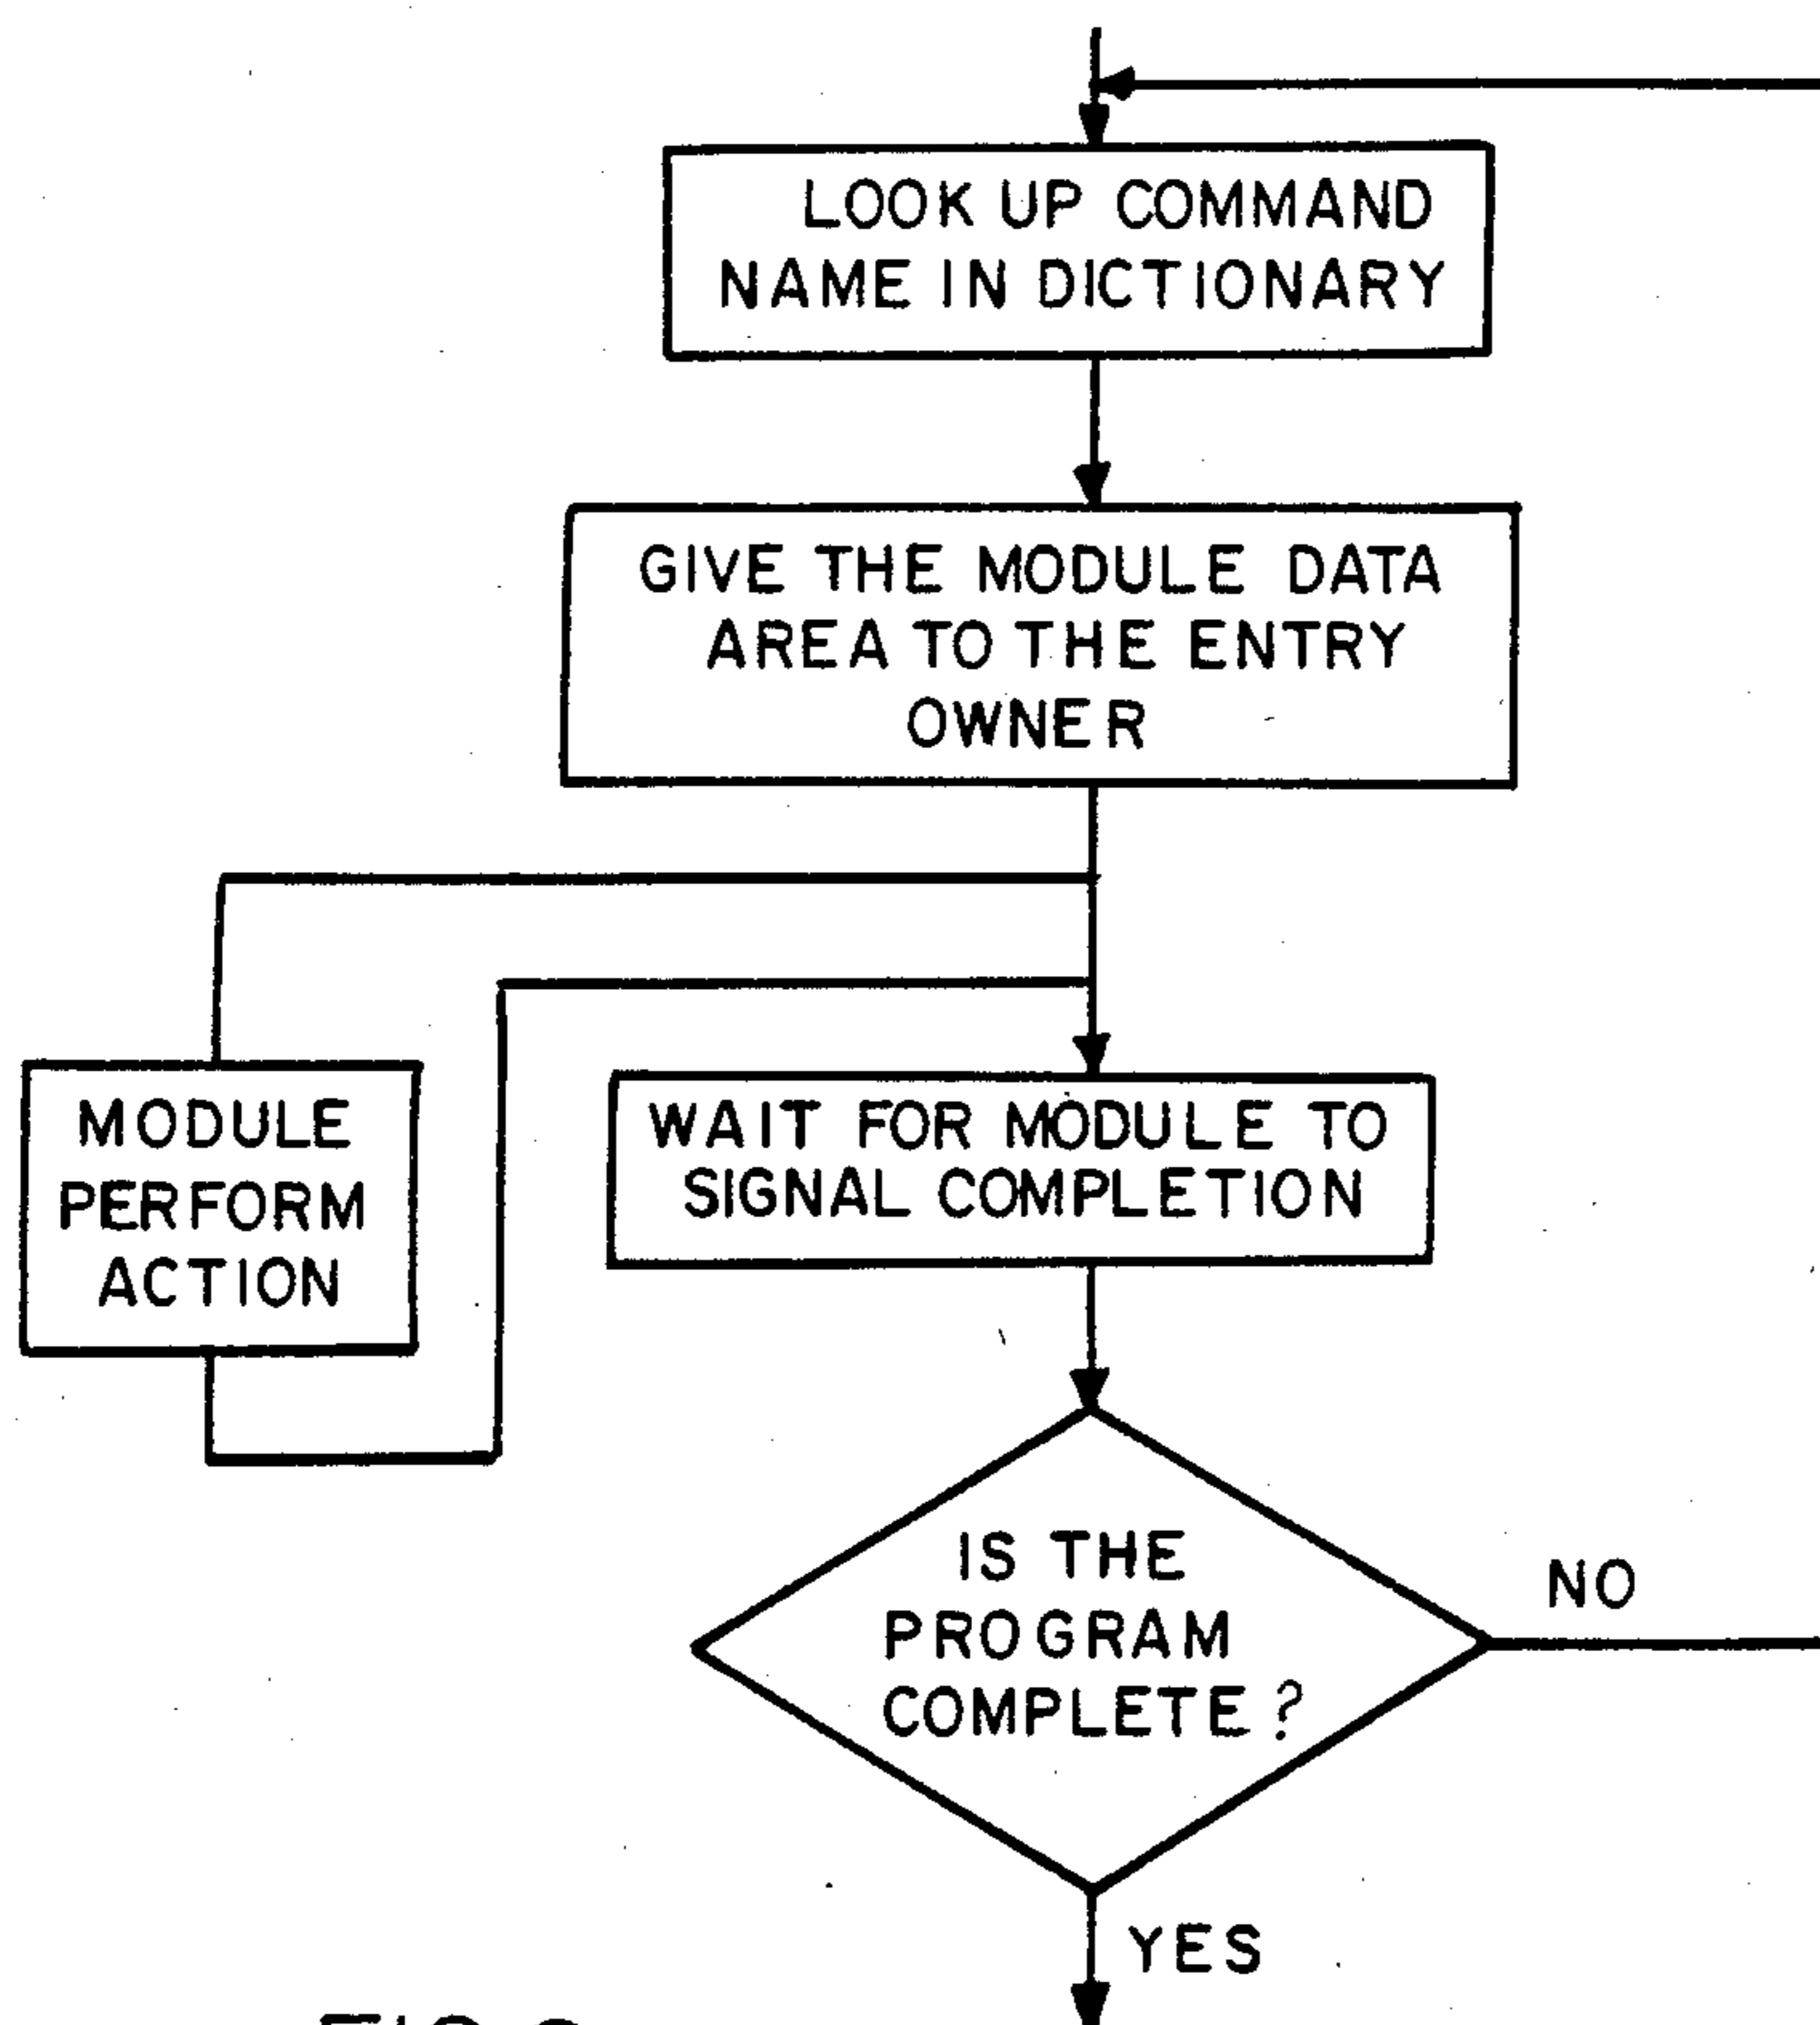 LOOK UP COMMAND
NAME IN DICTIONARY
GIVE THE MODULE DATA
AREA TO THE ENTRY
OWNER
MODULE
PERFORM
ACTION
WAIT FOR MODULE TO
SIGNAL COMPLETION
IS THE
PROGRAM
COMPLETE?
NO
YES